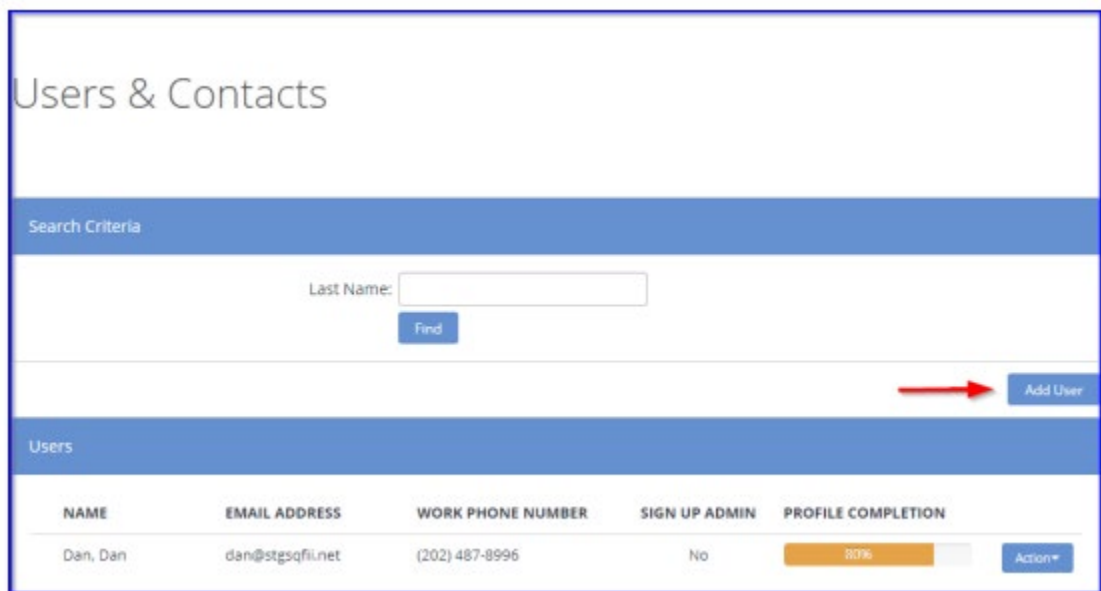 Users & Contacts
Search Criteria
Last Name:
Find
Add User
Users
NAME EMAIL ADDRESS WORK PHONE NUMBER SIGN UP ADMIN PROFILE COMPLETION
Dan, Dan dan@stgsqfii.net (202) 487-8996 No 80% Action